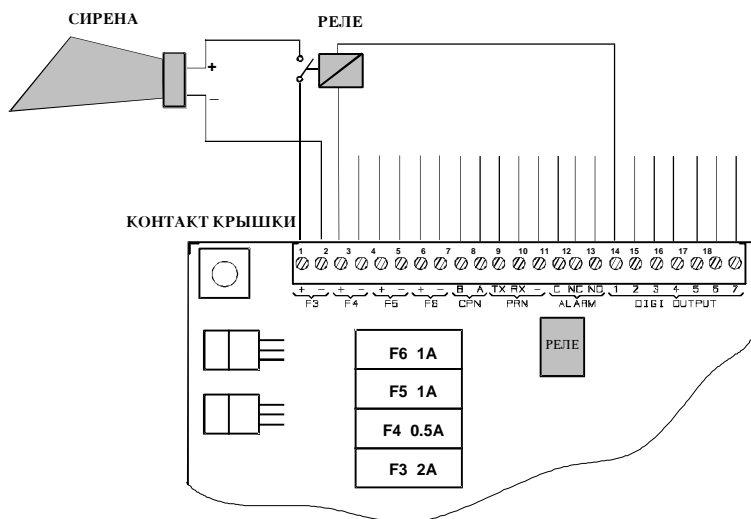 СИРЕНА РЕЛЕ
+
–
КОНТАКТ КРЫШКИ
1 2 3 4 5 6 7 8 9 10 11 12 13 14 15 16 17 18
+ – + – + – + – B A TX RX – C NC NO 1 2 3 4 5 6 7
F3 F4 F5 F6 CPN PRN ALARM DIGI OUTPUT
РЕЛЕ
F6 1A
F5 1A
F4 0.5A
F3 2A